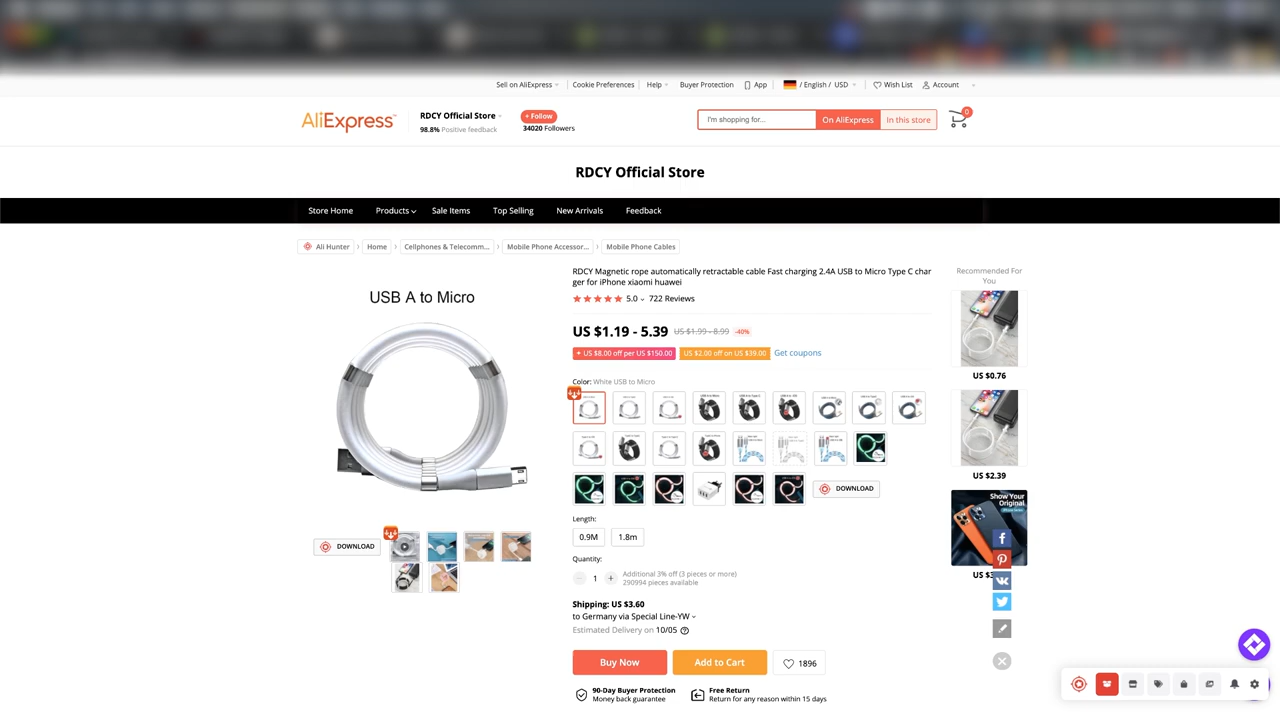 Sell on AliExpress
Cookie Preferences
Help
Buyer Protection
App
/ English / USD
Wish List
Account
AliExpress
RDCY Official Store
98.8% Positive feedback
+ Follow
34020 Followers
I'm shopping for...
On AliExpress
In this store
0
RDCY Official Store
Store Home
Products
Sale Items
Top Selling
New Arrivals
Feedback
Ali Hunter
Home
Cellphones & Telecomm...
Mobile Phone Accessor...
Mobile Phone Cables
USB A to Micro
DOWNLOAD
RDCY Magnetic rope automatically retractable cable Fast charging 2.4A USB to Micro Type C char
ger for iPhone xiaomi huawei
5.0
722 Reviews
US $1.19 - 5.39 US $1.99 - 8.99 -40%
+ US $8.00 off per US $150.00
US $2.00 off on US $39.00
Get coupons
Color: White USB to Micro
DOWNLOAD
Length:
0.9M
1.8m
Quantity:
1
Additional 3% off (3 pieces or more)
290994 pieces available
Shipping: US $3.60
to Germany via Special Line-YW
Estimated Delivery on 10/05
Buy Now
Add to Cart
1896
90-Day Buyer Protection
Money back guarantee
Free Return
Return for any reason within 15 days
Recommended For
You
US $0.76
US $2.39
Show Your
Original